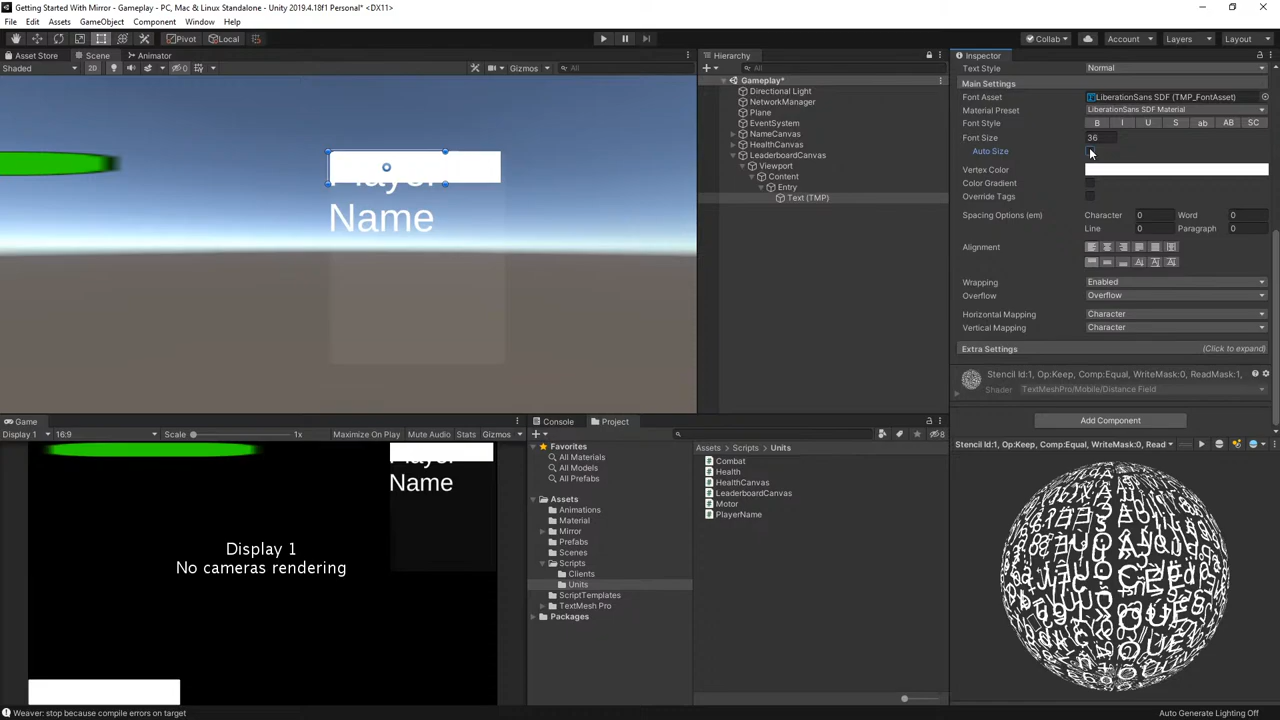 Getting Started With Mirror - Gameplay - PC, Mac & Linux Standalone - Unity 2019.4.18f1 Personal* <DX11>
File Edit Assets GameObject Component Window Help
Pivot Local Collab Account Layers Layout
Asset Store Scene Animator
Shaded 2D 0 Gizmos All
Player
Name
Hierarchy
All
Gameplay*
Directional Light
NetworkManager
Plane
EventSystem
NameCanvas
HealthCanvas
LeaderboardCanvas
Viewport
Content
Entry
Text (TMP)
Inspector
Text Style Normal
Main Settings
Font Asset LiberationSans SDF (TMP_FontAsset)
Material Preset LiberationSans SDF Material
Font Style B I U S ab AB SC
Font Size 36
Auto Size
Vertex Color
Color Gradient
Override Tags
Spacing Options (em) Character 0 Word 0
Line 0 Paragraph 0
Alignment
Wrapping Enabled
Overflow Overflow
Horizontal Mapping Character
Vertical Mapping Character
Extra Settings (Click to expand)
Stencil Id:1, Op:Keep, Comp:Equal, WriteMask:0, ReadMask:1,
Shader TextMeshPro/Mobile/Distance Field
Add Component
Stencil Id:1, Op:Keep, Comp:Equal, WriteMask:0, Read
Game
Display 1 16:9 Scale 1x Maximize On Play Mute Audio Stats Gizmos
Name
Display 1
No cameras rendering
Console Project
8
Favorites
All Materials
All Models
All Prefabs
Assets
Animations
Material
Mirror
Prefabs
Scenes
Scripts
Clients
Units
ScriptTemplates
TextMesh Pro
Packages
Assets Scripts Units
Combat
Health
HealthCanvas
LeaderboardCanvas
Motor
PlayerName
Weaver: stop because compile errors on target
Auto Generate Lighting Off